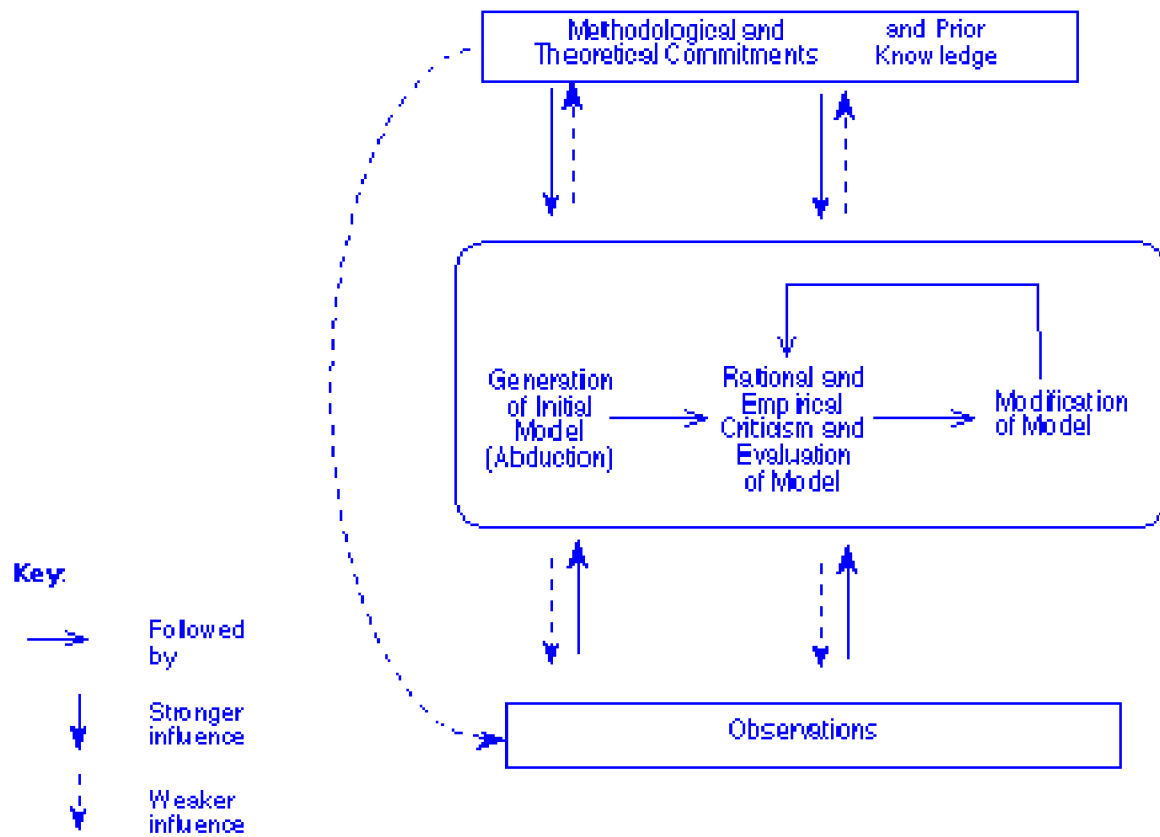 Methodological and and Prior
Theoretical Commitments Knowledge
Generation
of Initial
Model
(Abduction)
Rational and
Empirical
Criticism and
Evaluation
of Model
Modification
of Model
Key:
Followed
by
Stronger
influence
Weaker
influence
Observations